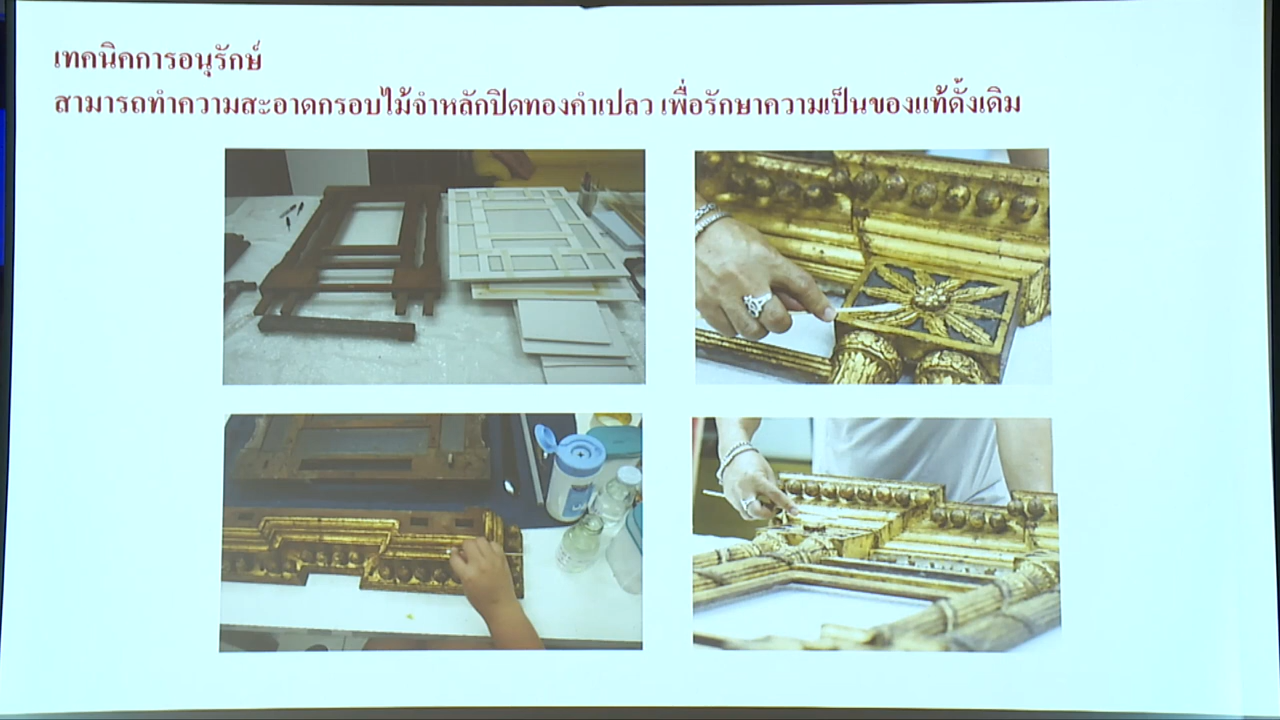 เทคนิคการอนุรักษ์
สามารถทำความสะอาดกรอบไม้จำหลักปิดทองคำเปลว เพื่อรักษาความเป็นของแท้ดั้งเดิม